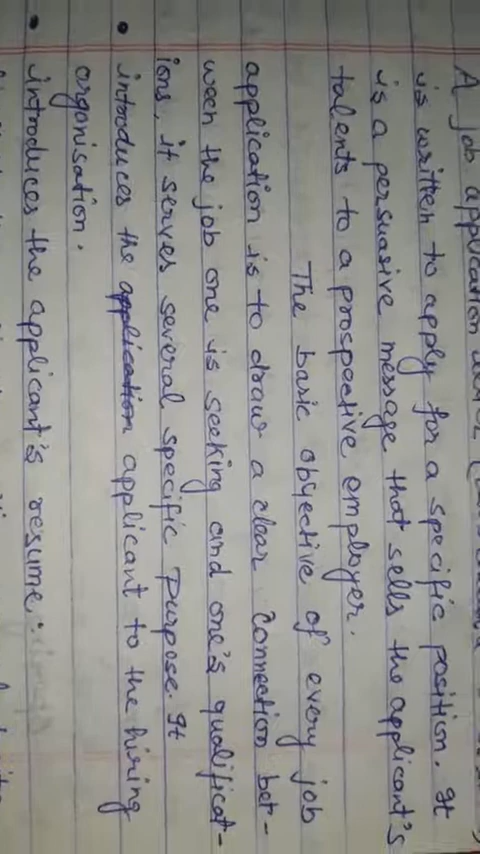 A job application letter
is written to apply for a specific position. It
is a persuasive message that sells the applicant's
talents to a prospective employer.
The basic objective of every job
application is to draw a clear connection bet-
ween the job one is seeking and one's qualificat-
ions, it serves several specific purpose. It
• introduces the application applicant to the hiring
organisation.
• introduces the applicant's resume.